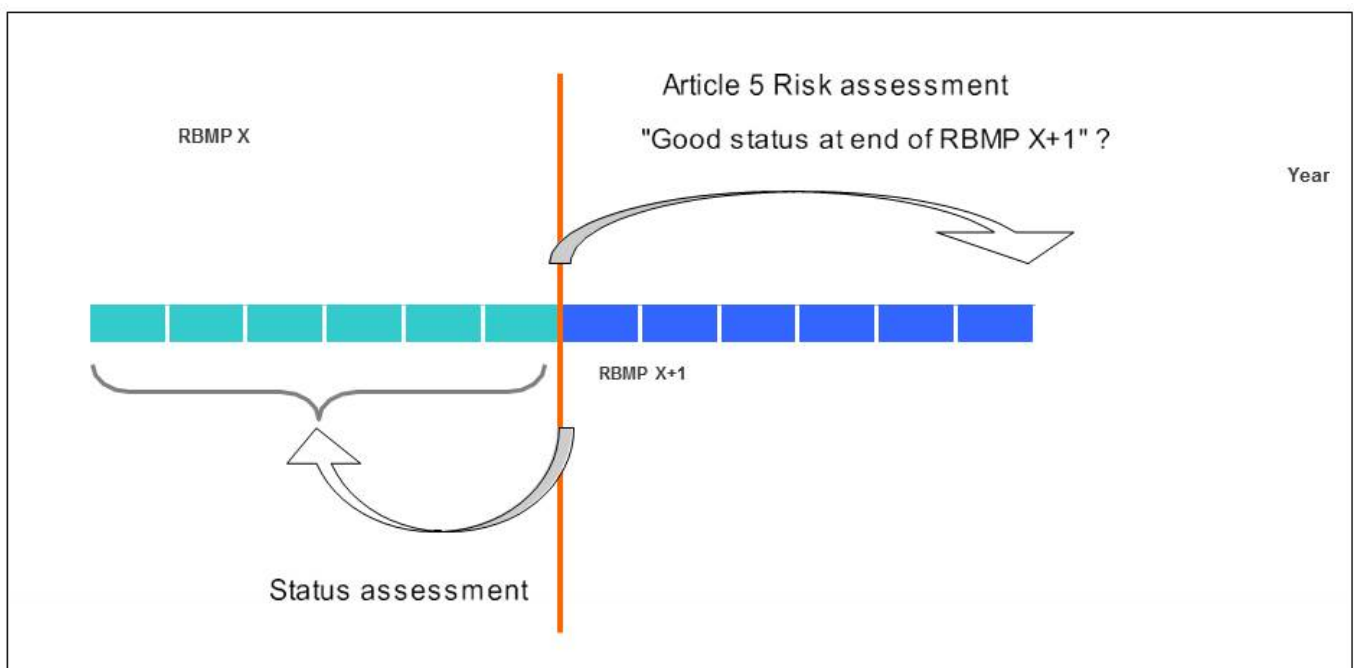 Article 5 Risk assessment
RBMP X
"Good status at end of RBMP X+1" ?
Year
RBMP X+1
Status assessment